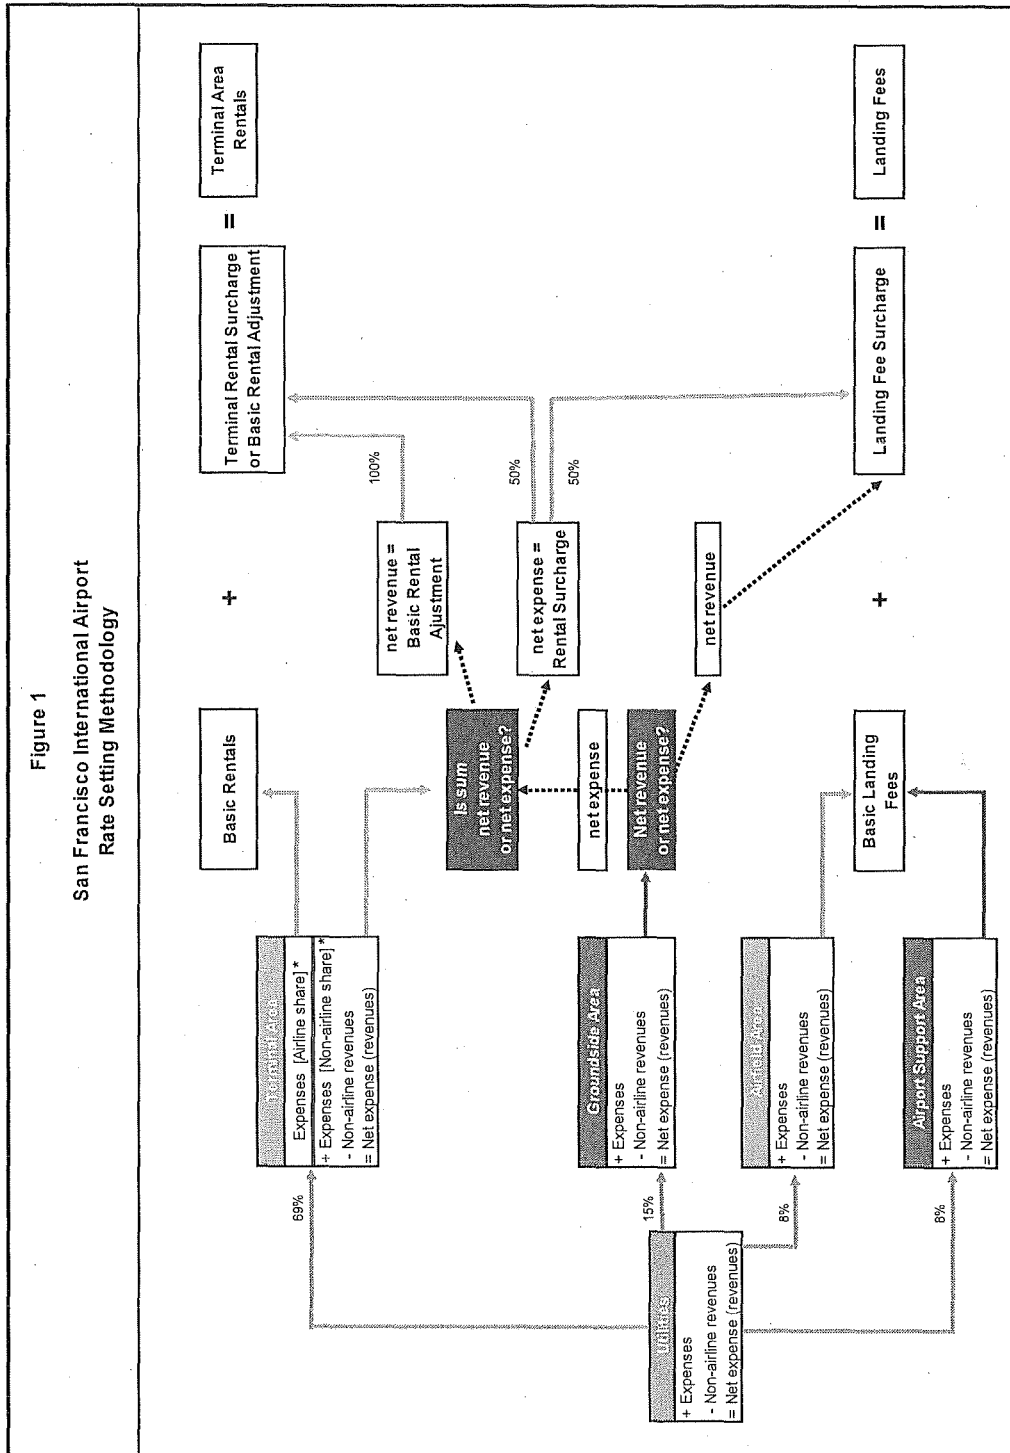 Figure 1
San Francisco International Airport
Rate Setting Methodology
Utilities
+ Expenses
- Non-airline revenues
= Net expense (revenues)
69%
15%
8%
8%
Terminal Area
Expenses [Airline share] *
+ Expenses [Non-airline share] *
- Non-airline revenues
= Net expense (revenues)
Groundside Area
+ Expenses
- Non-airline revenues
= Net expense (revenues)
Airfield Area
+ Expenses
- Non-airline revenues
= Net expense (revenues)
Airport Support Area
+ Expenses
- Non-airline revenues
= Net expense (revenues)
Basic Rentals
Is sum
net revenue
or net expense?
net expense
Net revenue
or net expense?
Basic Landing
Fees
+
net revenue =
Basic Rental
Ajustment
net expense =
Rental Surcharge
net revenue
+
100%
50%
50%
Terminal Rental Surcharge
or Basic Rental Adjustment
Landing Fee Surcharge
=
=
Terminal Area
Rentals
Landing Fees